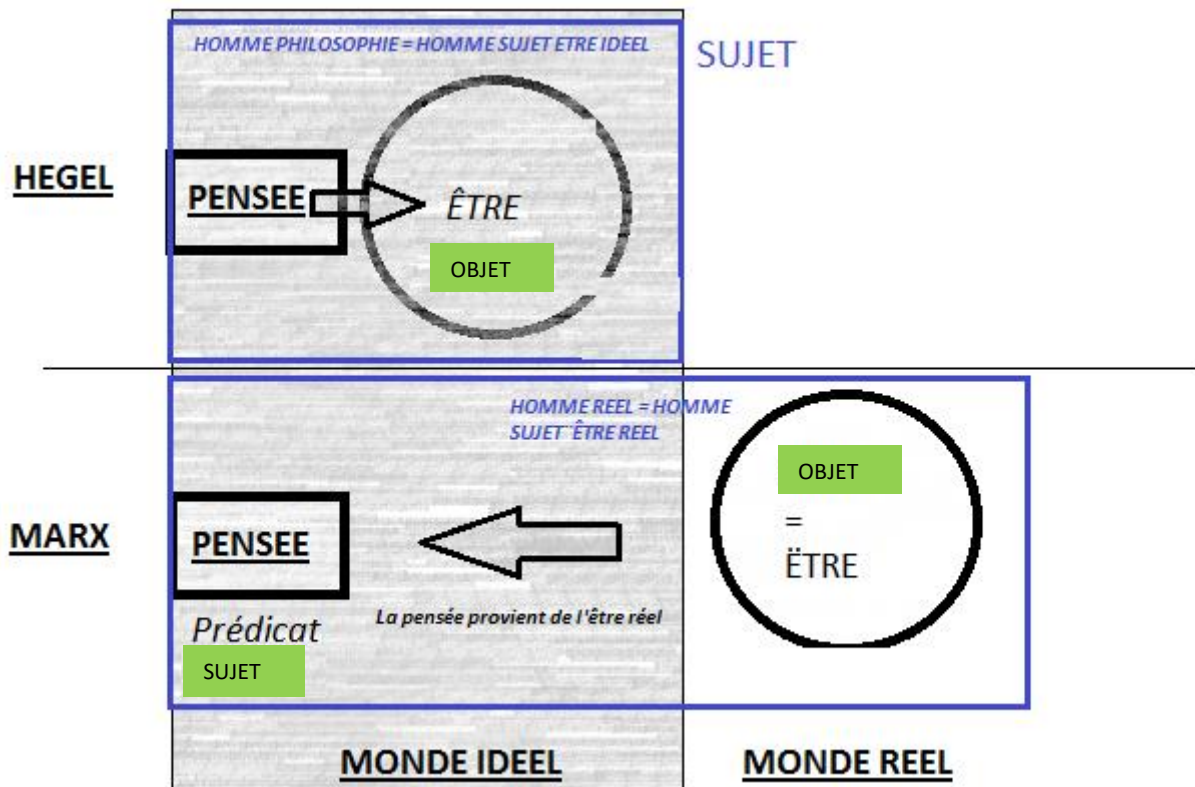 HOMME PHILOSOPHIE = HOMME SUJET ETRE IDEEL
SUJET
HEGEL
PENSEE
ÊTRE
OBJET
HOMME REEL = HOMME
SUJET ÊTRE REEL
OBJET
=
ËTRE
MARX
PENSEE
La pensée provient de l'être réel
Prédicat
SUJET
MONDE IDEEL
MONDE REEL